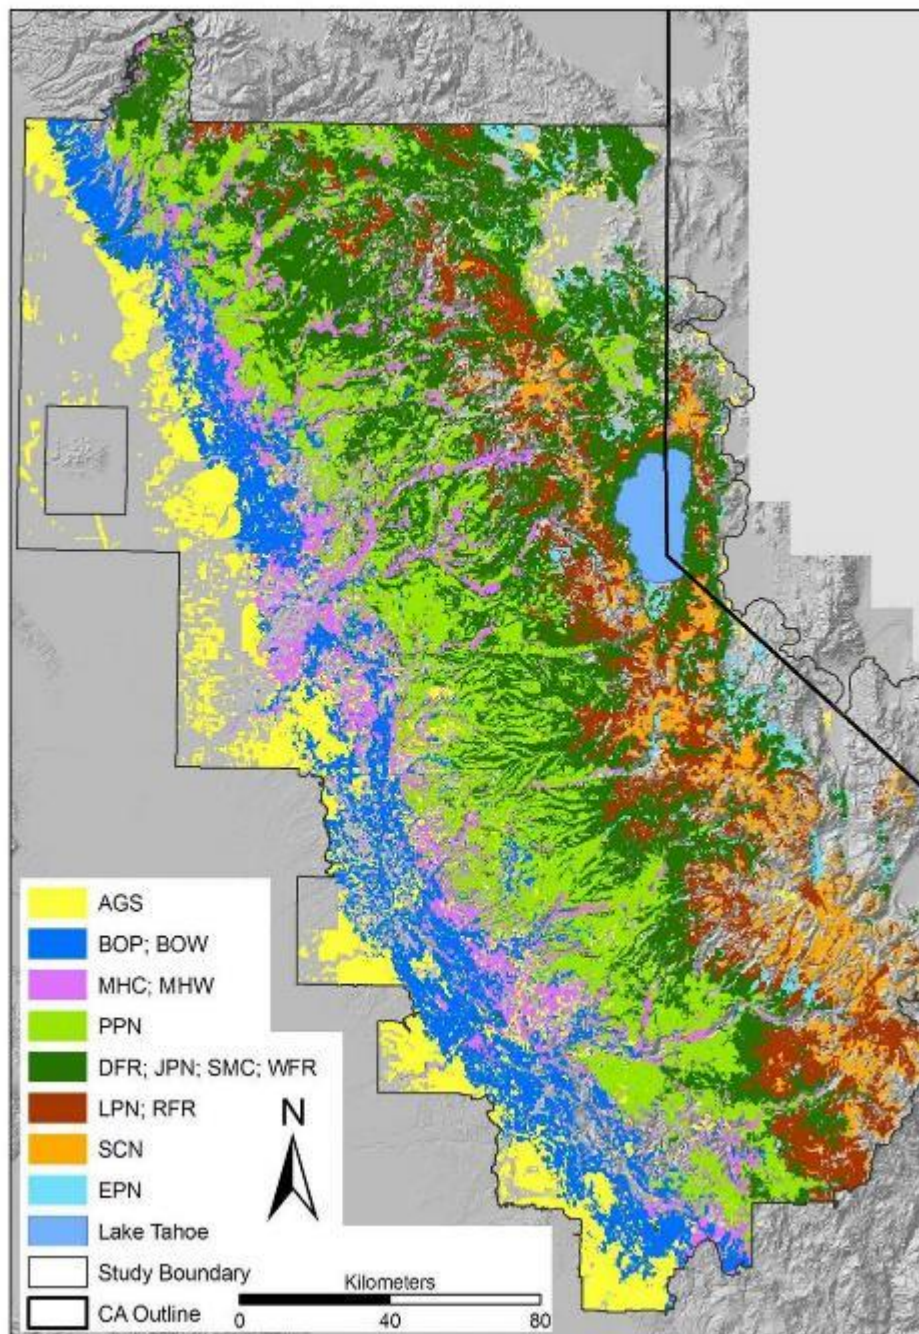 AGS
BOP; BOW
MHC; MHW
PPN
DFR; JPN; SMC; WFR
LPN; RFR
SCN
EPN
Lake Tahoe
Study Boundary
CA Outline
N
Kilometers
0 40 80